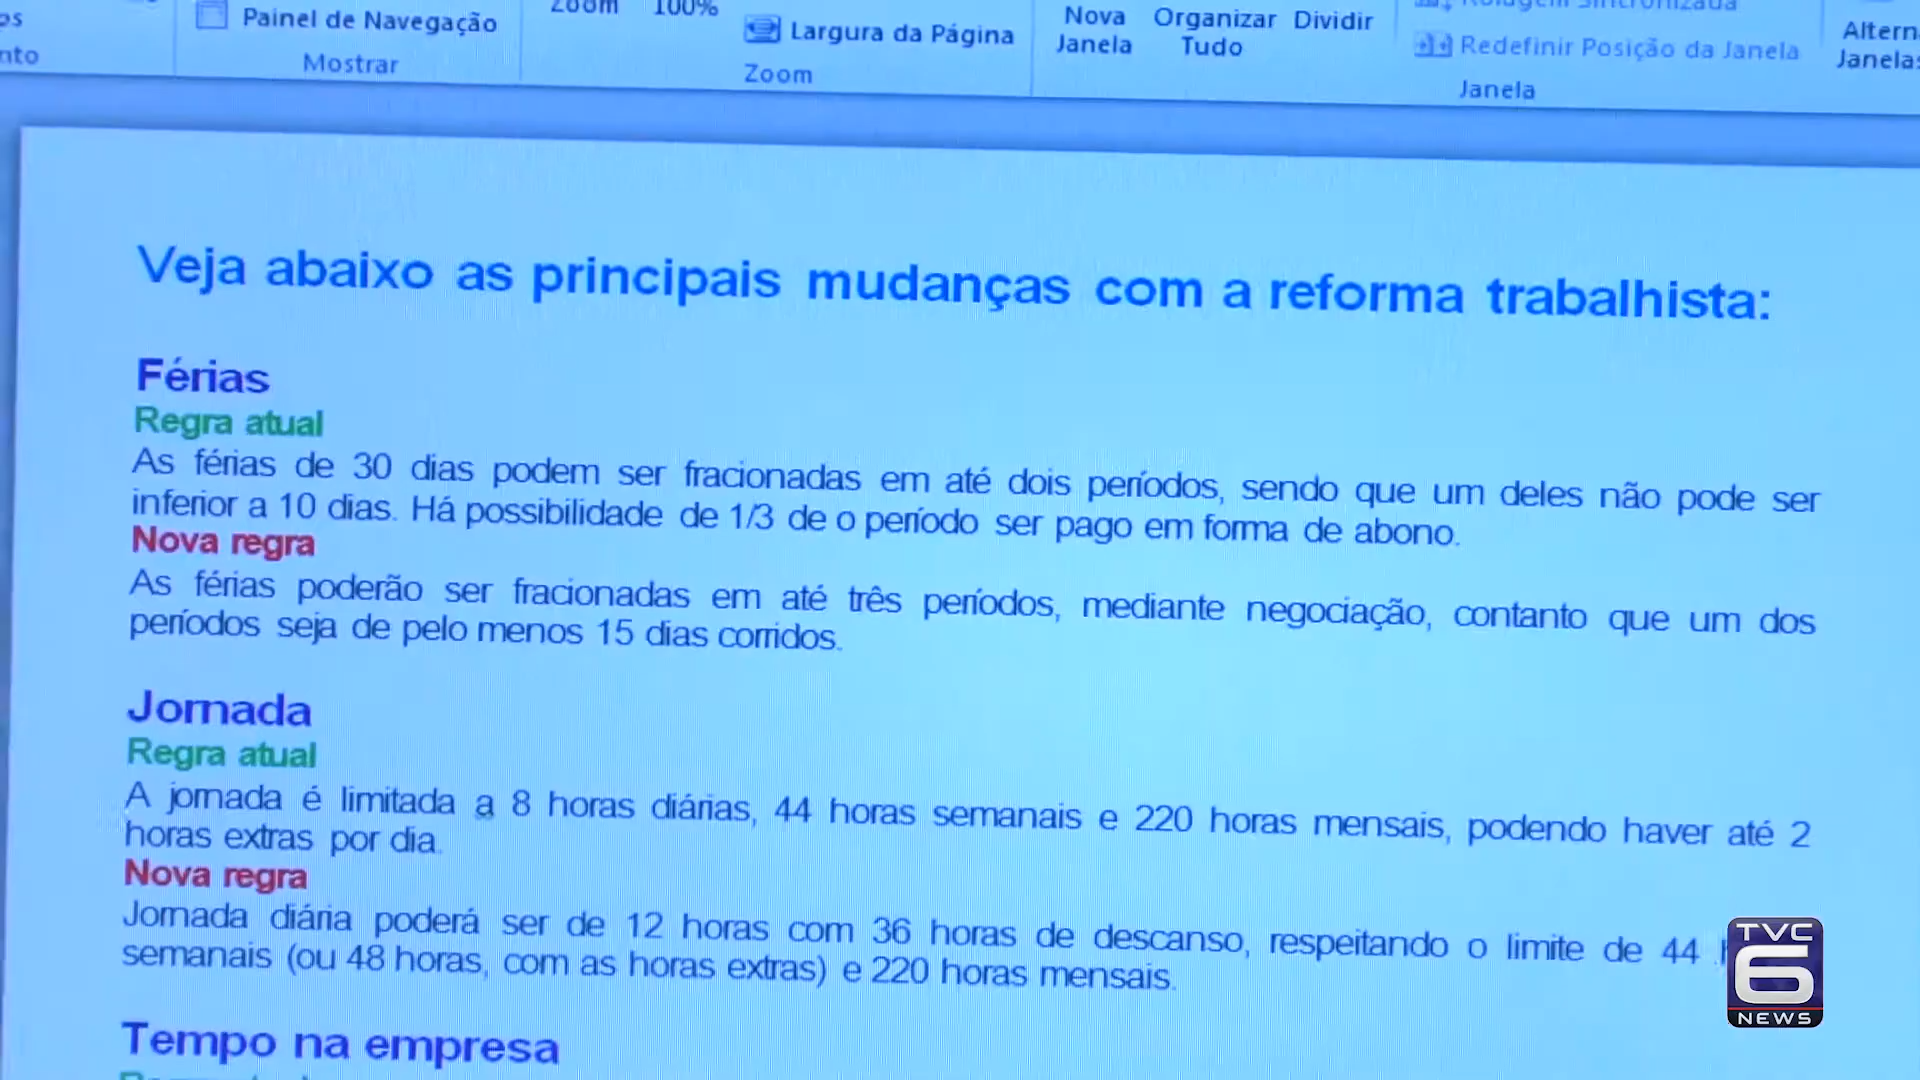 Painel de Navegação
Mostrar
Zoom
100%
Largura da Página
Zoom
Nova Janela
Organizar Tudo
Dividir
Redefinir Posição da Janela
Janela
Veja abaixo as principais mudanças com a reforma trabalhista:
Férias
Regra atual
As férias de 30 dias podem ser fracionadas em até dois períodos, sendo que um deles não pode ser
inferior a 10 dias. Há possibilidade de 1/3 de o período ser pago em forma de abono.
Nova regra
As férias poderão ser fracionadas em até três períodos, mediante negociação, contanto que um dos
períodos seja de pelo menos 15 dias corridos.
Jornada
Regra atual
A jornada é limitada a 8 horas diárias, 44 horas semanais e 220 horas mensais, podendo haver até 2
horas extras por dia.
Nova regra
Jornada diária poderá ser de 12 horas com 36 horas de descanso, respeitando o limite de 44
semanais (ou 48 horas, com as horas extras) e 220 horas mensais.
Tempo na empresa
TVC
6
NEWS